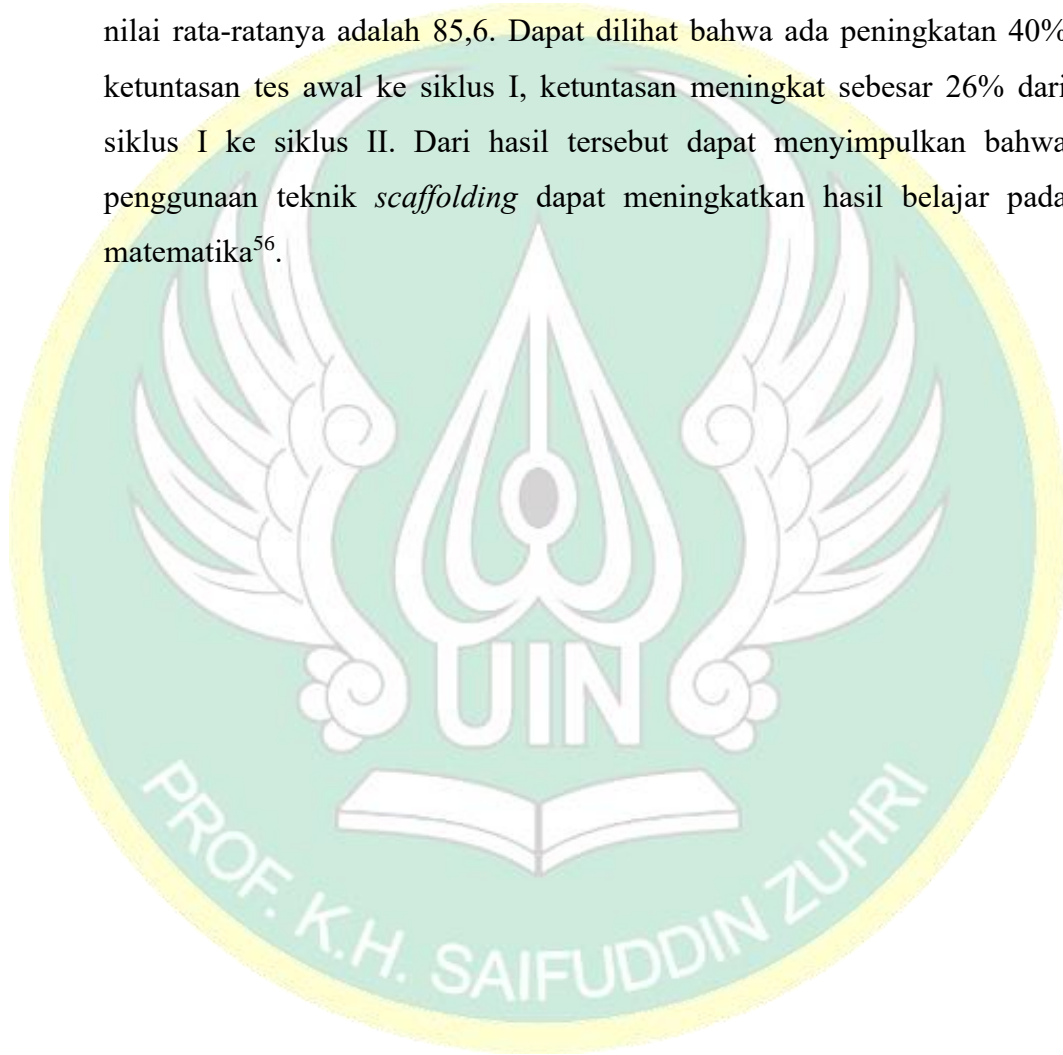 nilai rata-ratanya adalah 85,6. Dapat dilihat bahwa ada peningkatan 40%
ketuntasan tes awal ke siklus I, ketuntasan meningkat sebesar 26% dari
siklus I ke siklus II. Dari hasil tersebut dapat menyimpulkan bahwa
penggunaan teknik scaffolding dapat meningkatkan hasil belajar pada
matematika⁵⁶.
UIN
PROF. K.H. SAIFUDDIN ZUHRI